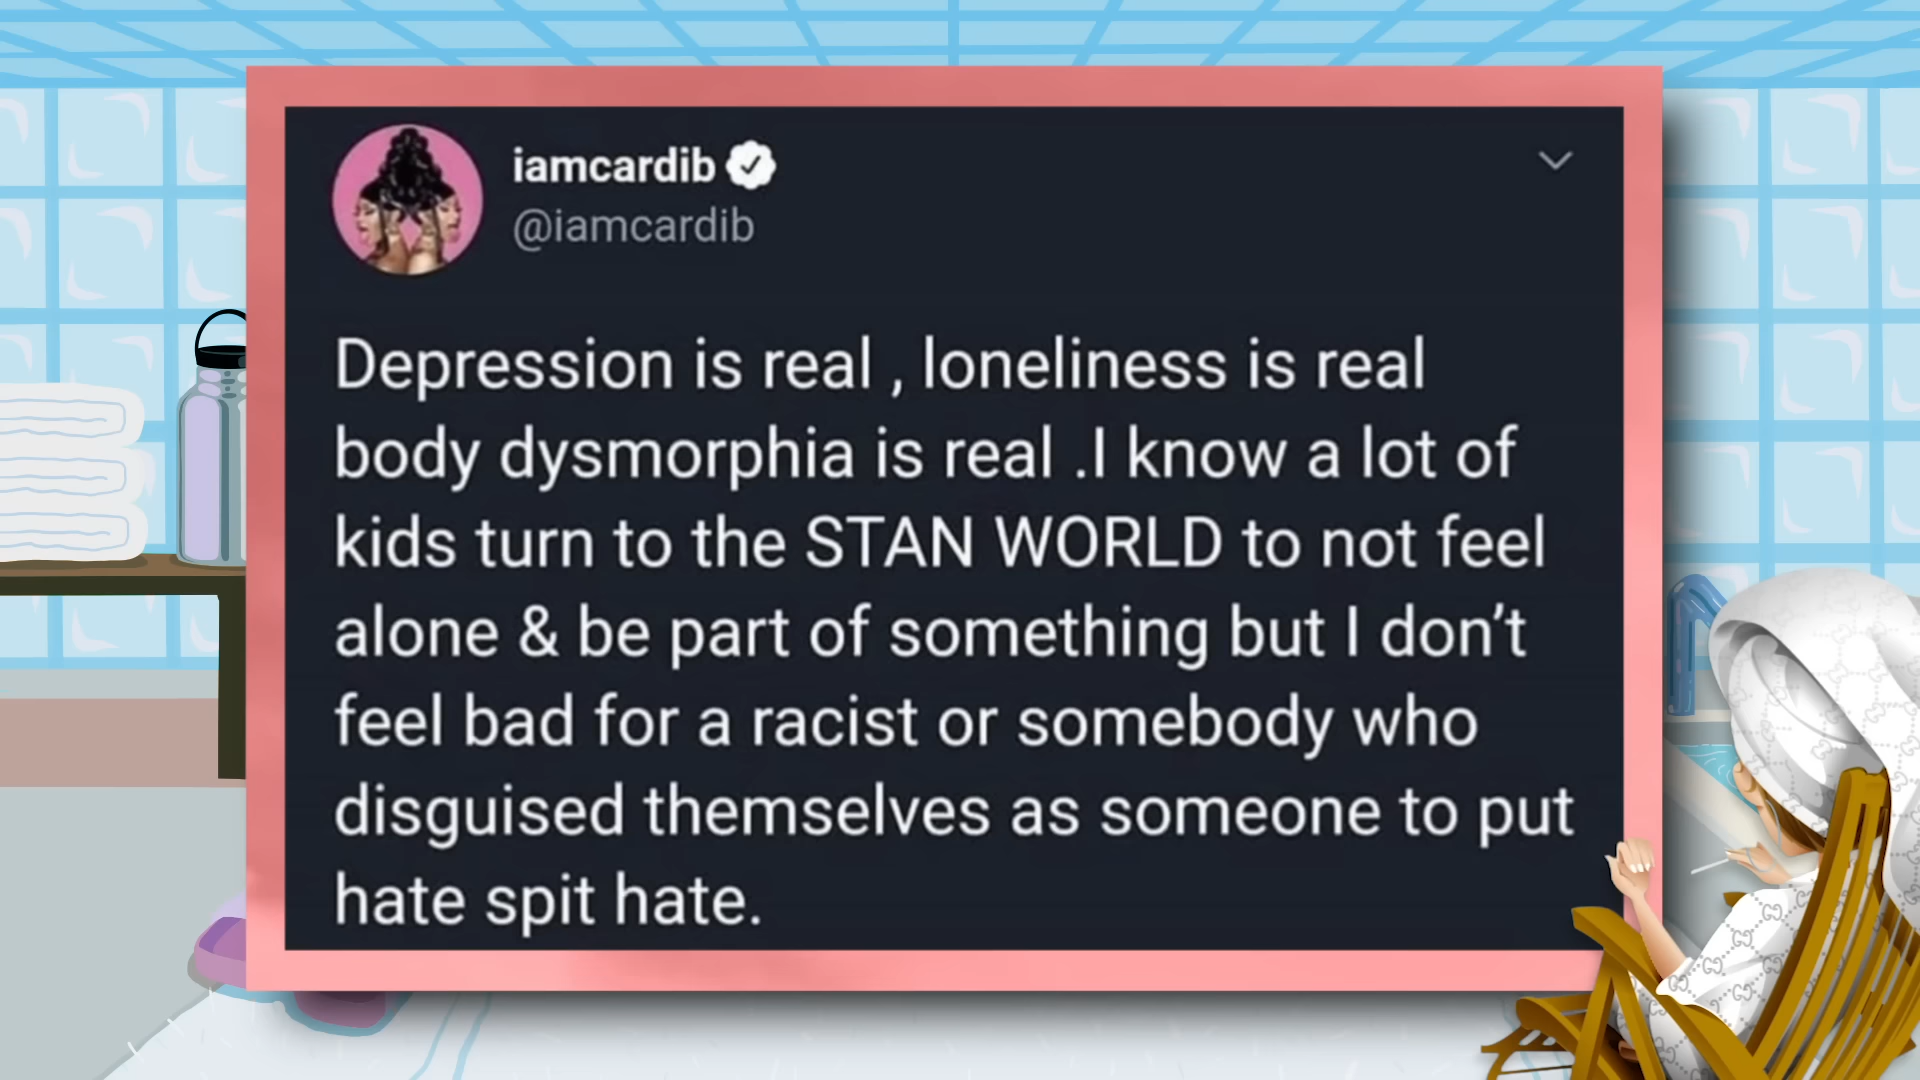 iamcardib
@iamcardib
Depression is real , loneliness is real
body dysmorphia is real .I know a lot of
kids turn to the STAN WORLD to not feel
alone & be part of something but I don’t
feel bad for a racist or somebody who
disguised themselves as someone to put
hate spit hate.